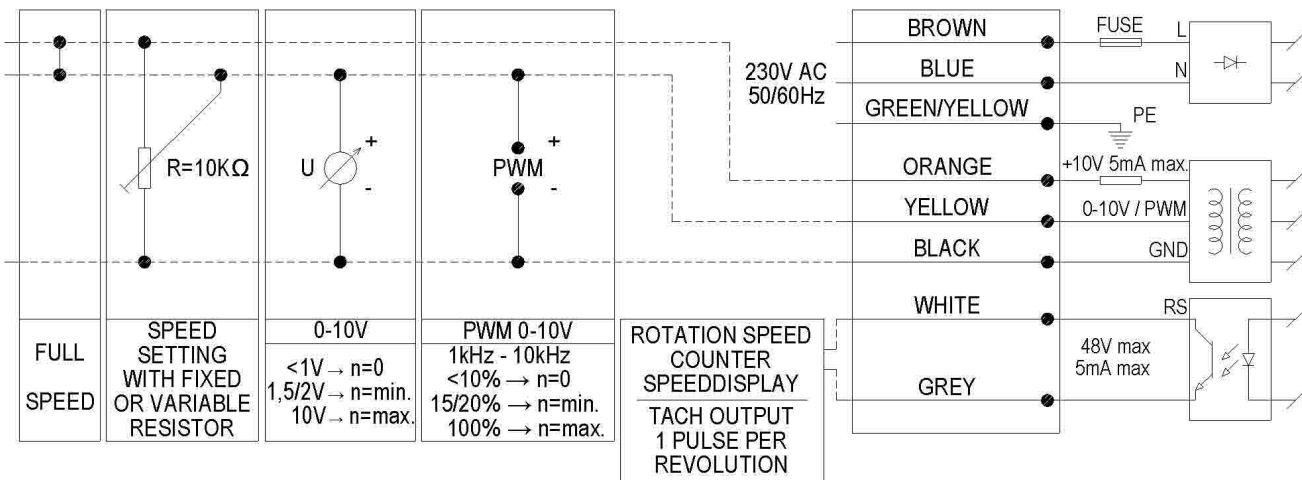 FULL
SPEED
R=10KΩ
SPEED
SETTING
WITH FIXED
OR VARIABLE
RESISTOR
U
+
-
0-10V
<1V → n=0
1,5/2V → n=min.
10V → n=max.
+
PWM
-
PWM 0-10V
1kHz - 10kHz
<10% → n=0
15/20% → n=min.
100% → n=max.
ROTATION SPEED
COUNTER
SPEEDDISPLAY
TACH OUTPUT
1 PULSE PER
REVOLUTION
230V AC
50/60Hz
BROWN
BLUE
GREEN/YELLOW
ORANGE
YELLOW
BLACK
WHITE
GREY
FUSE
L
N
PE
+10V 5mA max.
0-10V / PWM
GND
RS
48V max
5mA max